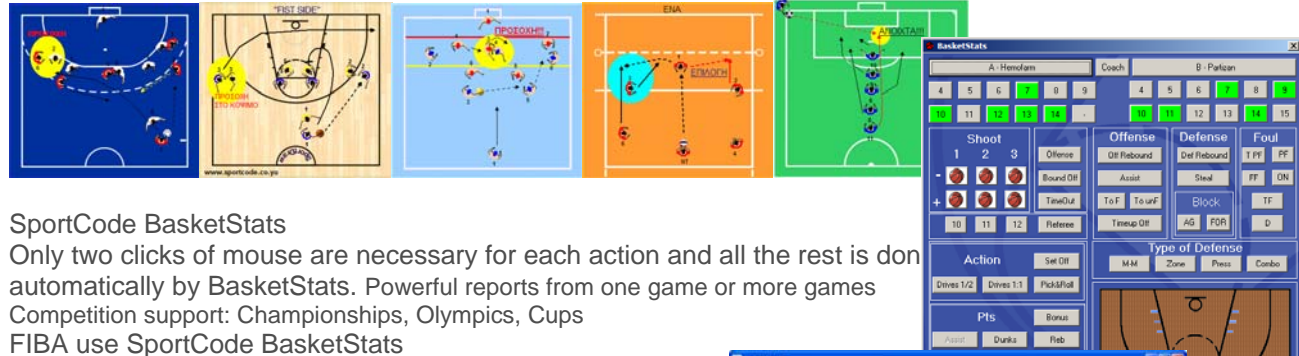 "FIST SIDE"
ΠΡΟΣΟΧΗ
ΠΡΟΣΟΧΗ
ΣΤΟ ΚΟΨΙΜΟ
www.sportcode.co.yu
ΠΡΟΣΟΧΗ!!!
ΕΝΑ
ΕΠΙΛΟΓΗ
BasketStats
A - Hemofarm
Coach
B - Partizan
4 5 6 7 8 9
4 5 6 7 8 9
10 11 12 13 14 -
10 11 12 13 14 15
Shoot
1 2 3
-
+
10 11 12
Offense
Bound Off
TimeOut
Referee
Offense
Off Rebound
Assist
To F To unF
Timeup Off
Defense
Def Rebound
Steal
Block
AG FOR
Foul
T PF PF
FF ON
TF
D
Type of Defense
M-M Zone Press Combo
Action
Set Off
Drives 1/2 Drives 1:1 Pick&Roll
Pts
Bonus
Assist Dunks Reb
SportCode BasketStats
Only two clicks of mouse are necessary for each action and all the rest is don
automatically by BasketStats. Powerful reports from one game or more games
Competition support: Championships, Olympics, Cups
FIBA use SportCode BasketStats